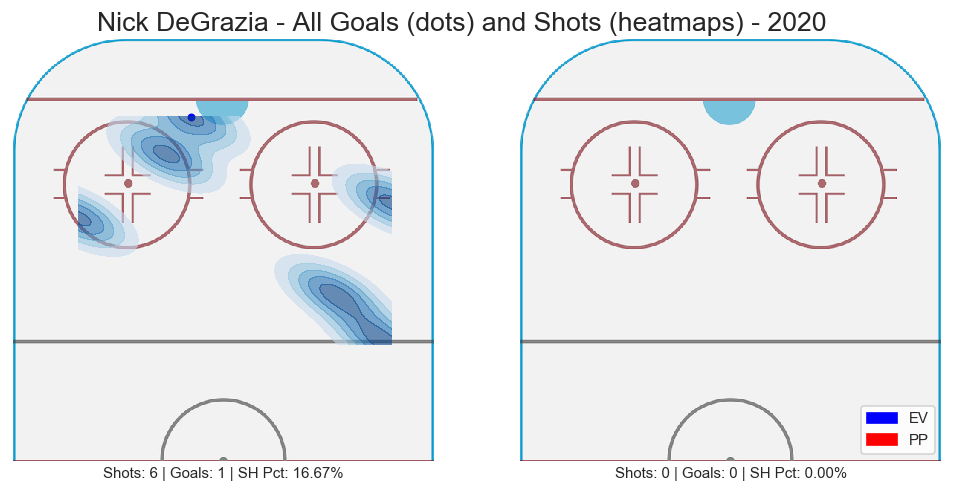 Nick DeGrazia - All Goals (dots) and Shots (heatmaps) - 2020
EV
PP
Shots: 6 | Goals: 1 | SH Pct: 16.67%
Shots: 0 | Goals: 0 | SH Pct: 0.00%